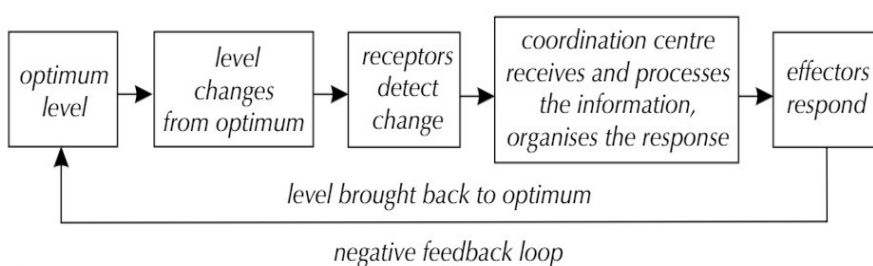 optimum
level
level
changes
from optimum
receptors
detect
change
coordination centre
receives and processes
the information,
organises the response
effectors
respond
level brought back to optimum
negative feedback loop